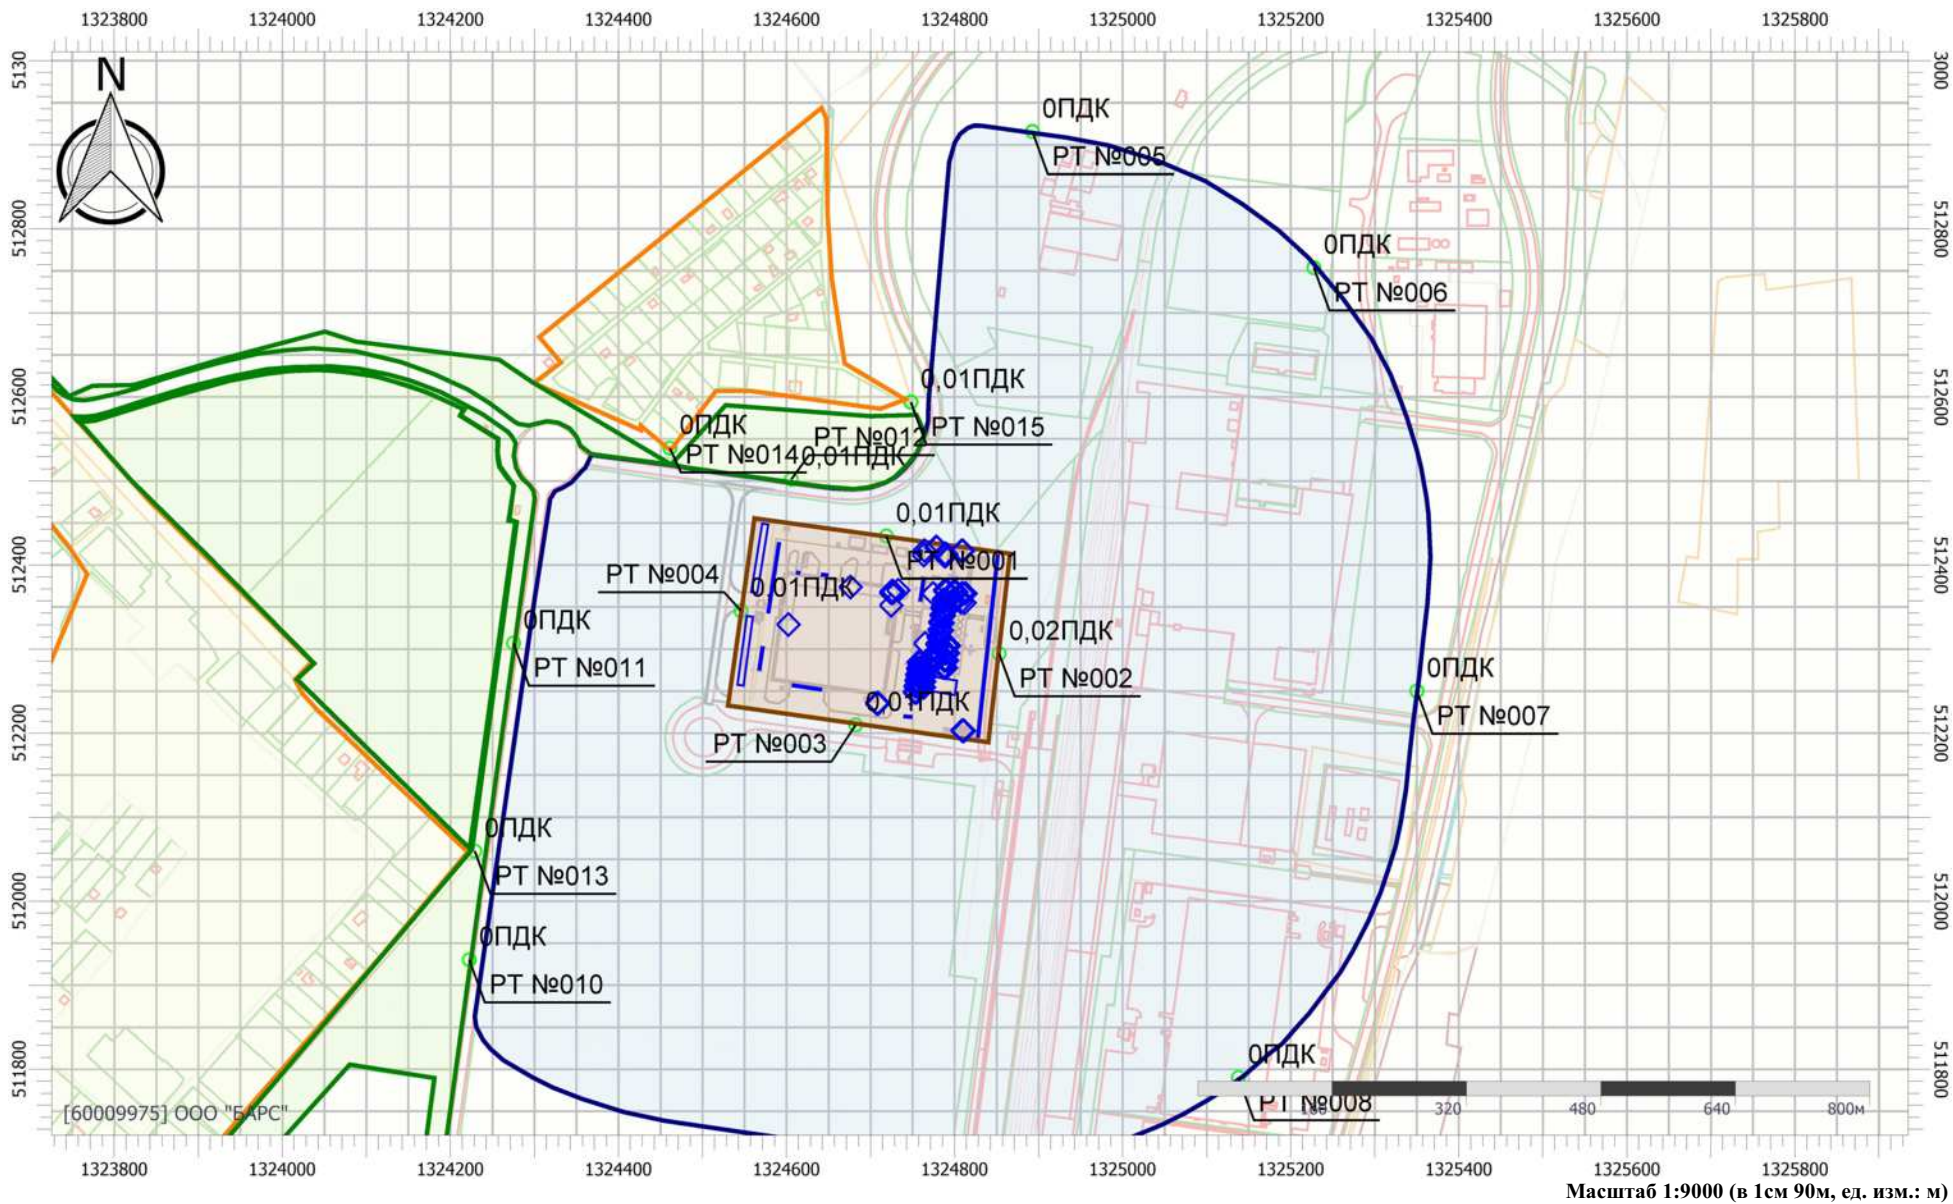 1323800 1324000 1324200 1324400 1324600 1324800 1325000 1325200 1325400 1325600 1325800
5130
3000
N
0ПДК
РТ №005
512800
512800
0ПДК
РТ №006
512600
512600
0,01ПДК
РТ №015
0ПДК
РТ №014
РТ №012
0,01ПДК
0,01ПДК
РТ №001
512400
512400
РТ №004
0,01ПДК
0ПДК
РТ №011
0,02ПДК
РТ №002
0ПДК
РТ №007
0,01ПДК
РТ №003
512200
512200
0ПДК
РТ №013
512000
512000
0ПДК
РТ №010
511800
511800
0ПДК
РТ №008
160 320 480 640 800м
[60009975] ООО "БАРС"
1323800 1324000 1324200 1324400 1324600 1324800 1325000 1325200 1325400 1325600 1325800
Масштаб 1:9000 (в 1см 90м, ед. изм.: м)